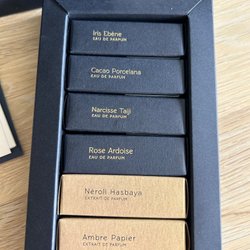 Iris Ebène
EAU DE PARFUM
Cacao Porcelana
EAU DE PARFUM
Narcisse Taiji
EAU DE PARFUM
Rose Ardoise
EAU DE PARFUM
Néroli Hasbaya
EXTRAIT DE PARFUM
Ambre Papier
EXTRAIT DE PARFUM